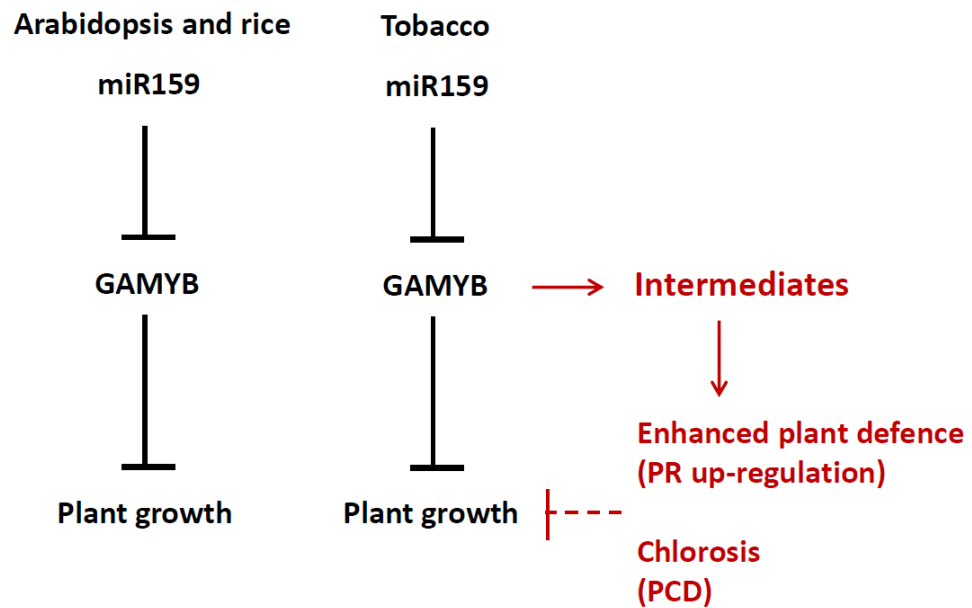 Arabidopsis and rice
miR159
GAMYB
Plant growth
Tobacco
miR159
GAMYB
Plant growth
Intermediates
Enhanced plant defence
(PR up-regulation)
Chlorosis
(PCD)